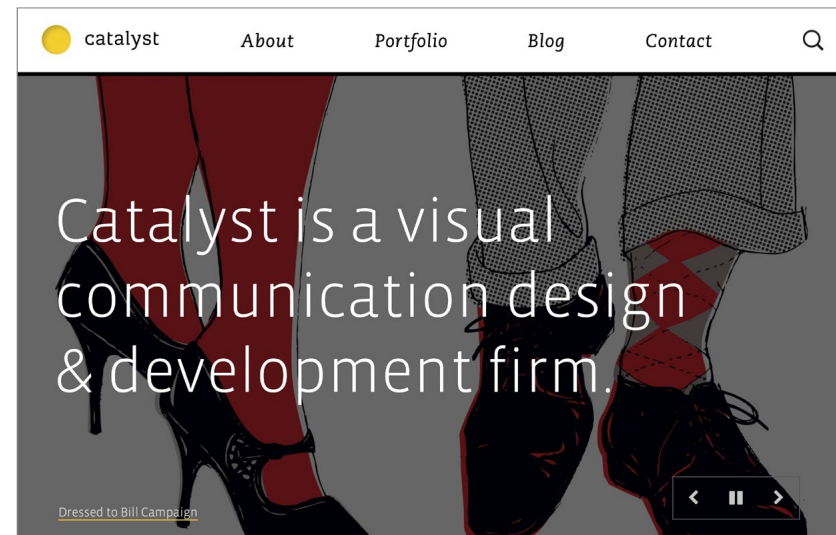 catalyst
About
Portfolio
Blog
Contact
Catalyst is a visual
communication design
& development firm.
Dressed to Bill Campaign